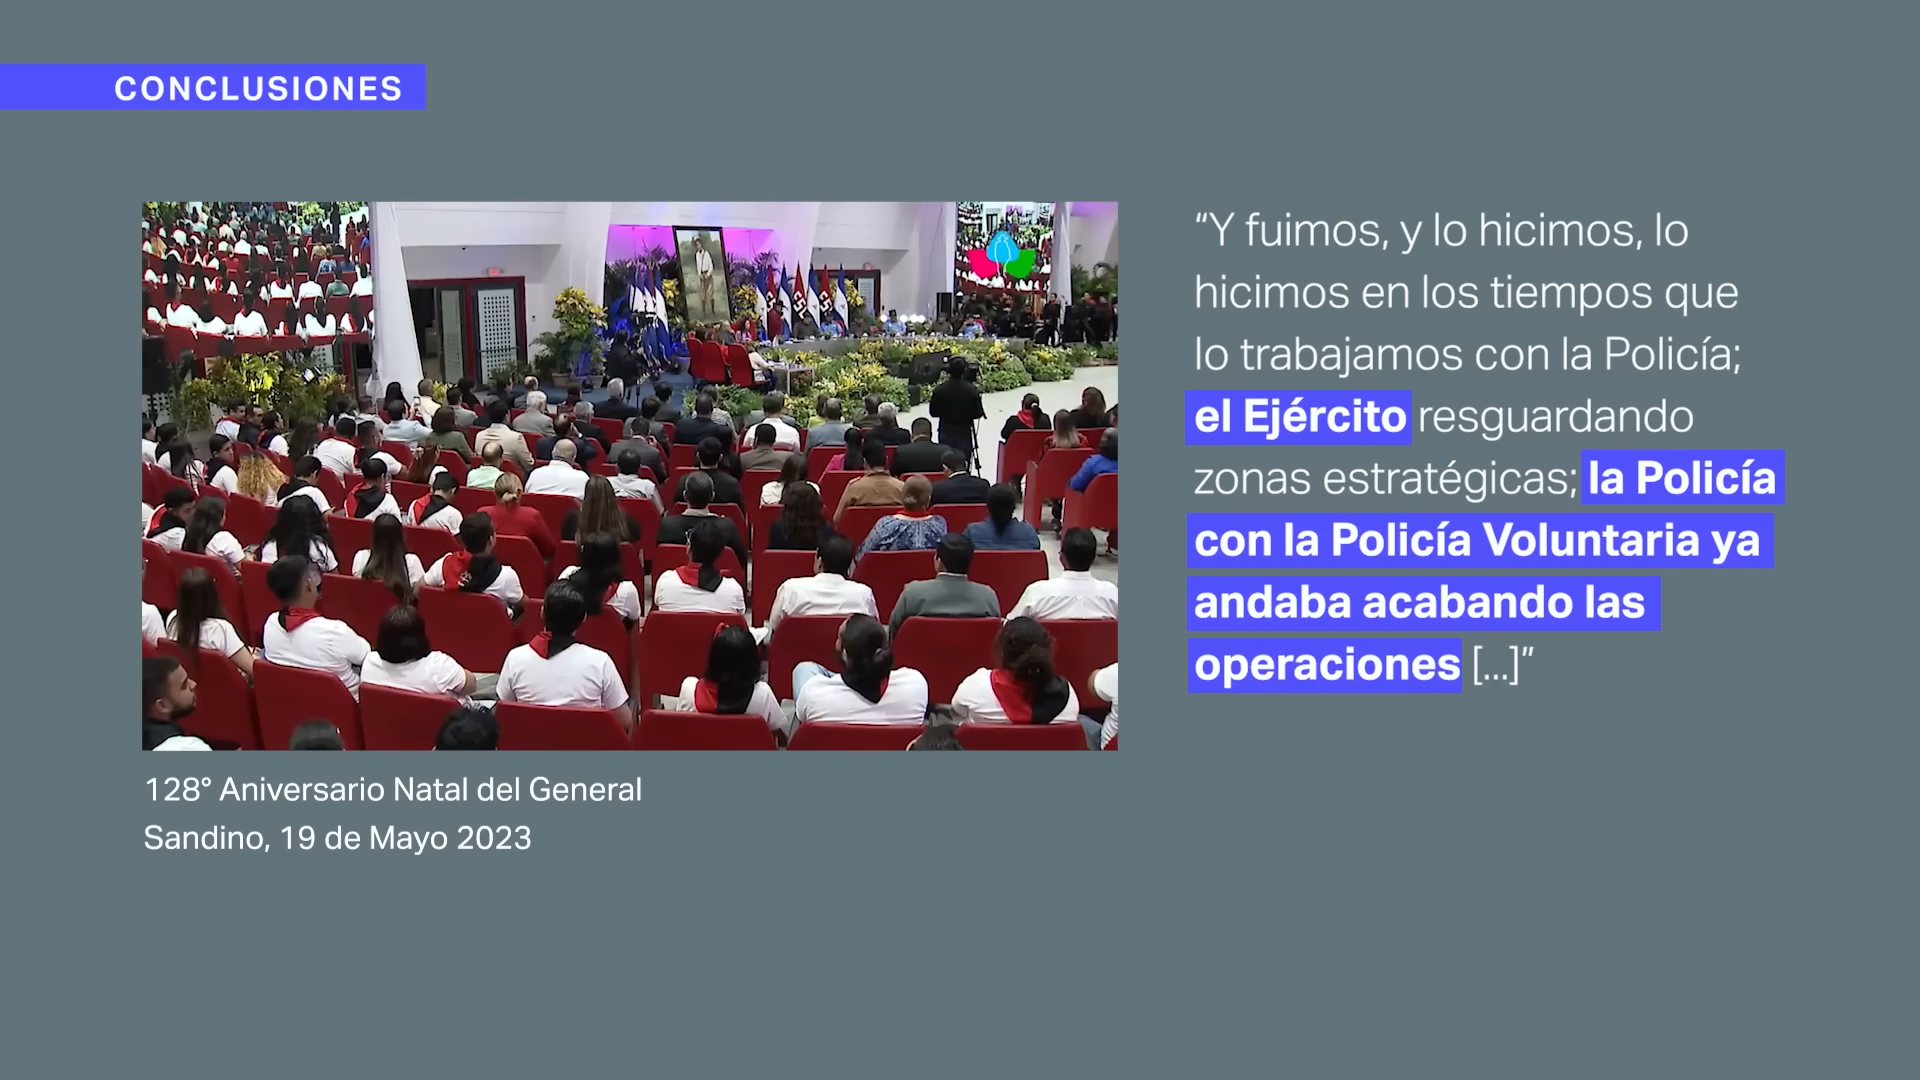 CONCLUSIONES
“Y fuimos, y lo hicimos, lo
hicimos en los tiempos que
lo trabajamos con la Policía;
el Ejército resguardando
zonas estratégicas; la Policía
con la Policía Voluntaria ya
andaba acabando las
operaciones [...]”
128° Aniversario Natal del General
Sandino, 19 de Mayo 2023